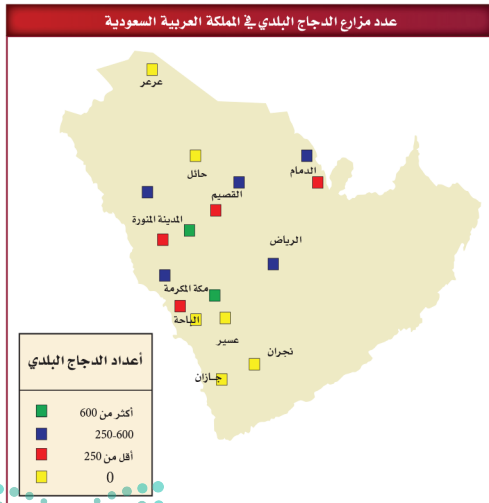 عدد مزارع الدجاج البلدي في المملكة العربية السعودية
عرعر
حائل
الدمام
القصيم
المدينة المنورة
الرياض
مكة المكرمة
الباحة
عسير
نجران
جازان
أعداد الدجاج البلدي
أكثر من 600
250-600
أقل من 250
0